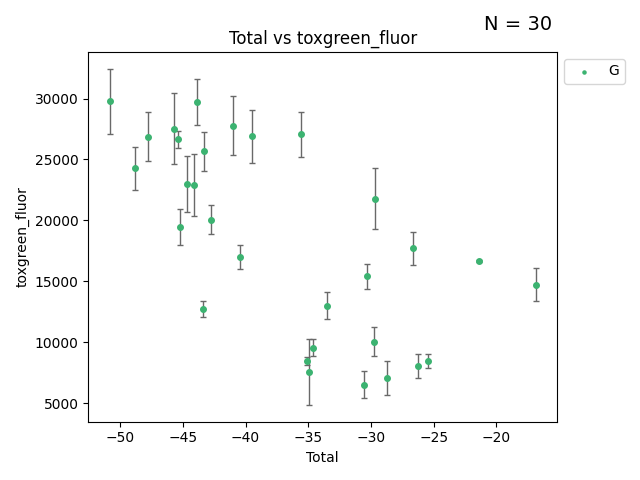 N = 30
Total vs toxgreen_fluor
G
toxgreen_fluor
30000
25000
20000
15000
10000
5000
−50 −45 −40 −35 −30 −25 −20
Total